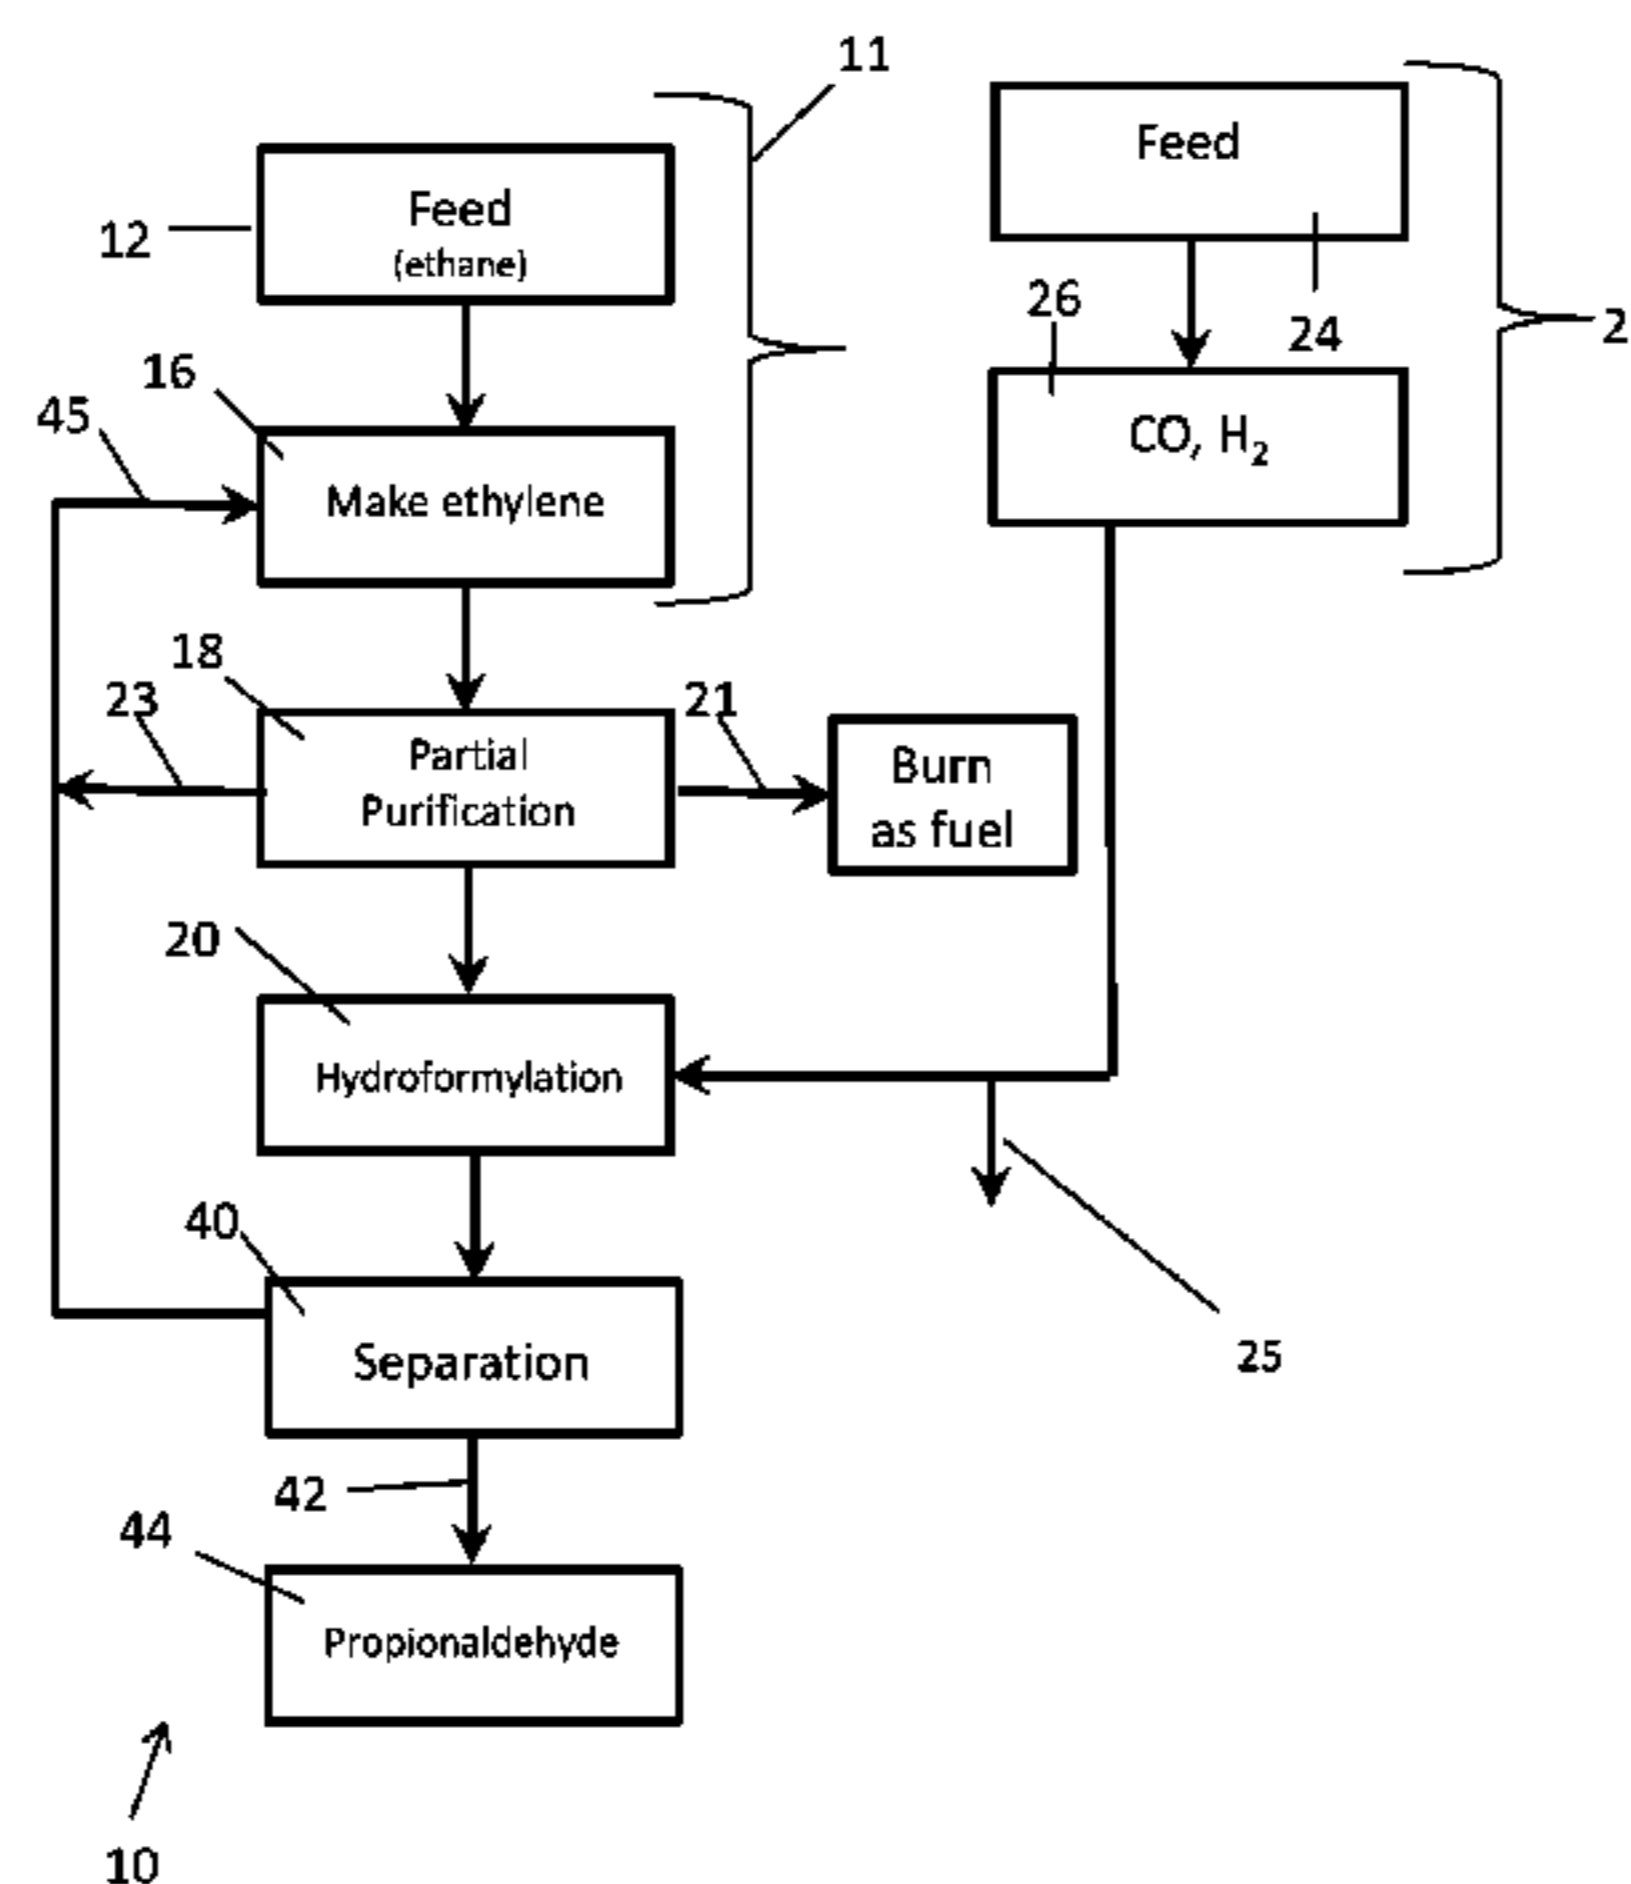 11
Feed
Feed
(ethane)
12
2
24
26
16
45
CO, H2
Make ethylene
18
23
21
Partial
Purification
Burn
as fuel
20
Hydroformylation
40
25
Separation
42
44
Propionaldehyde
10